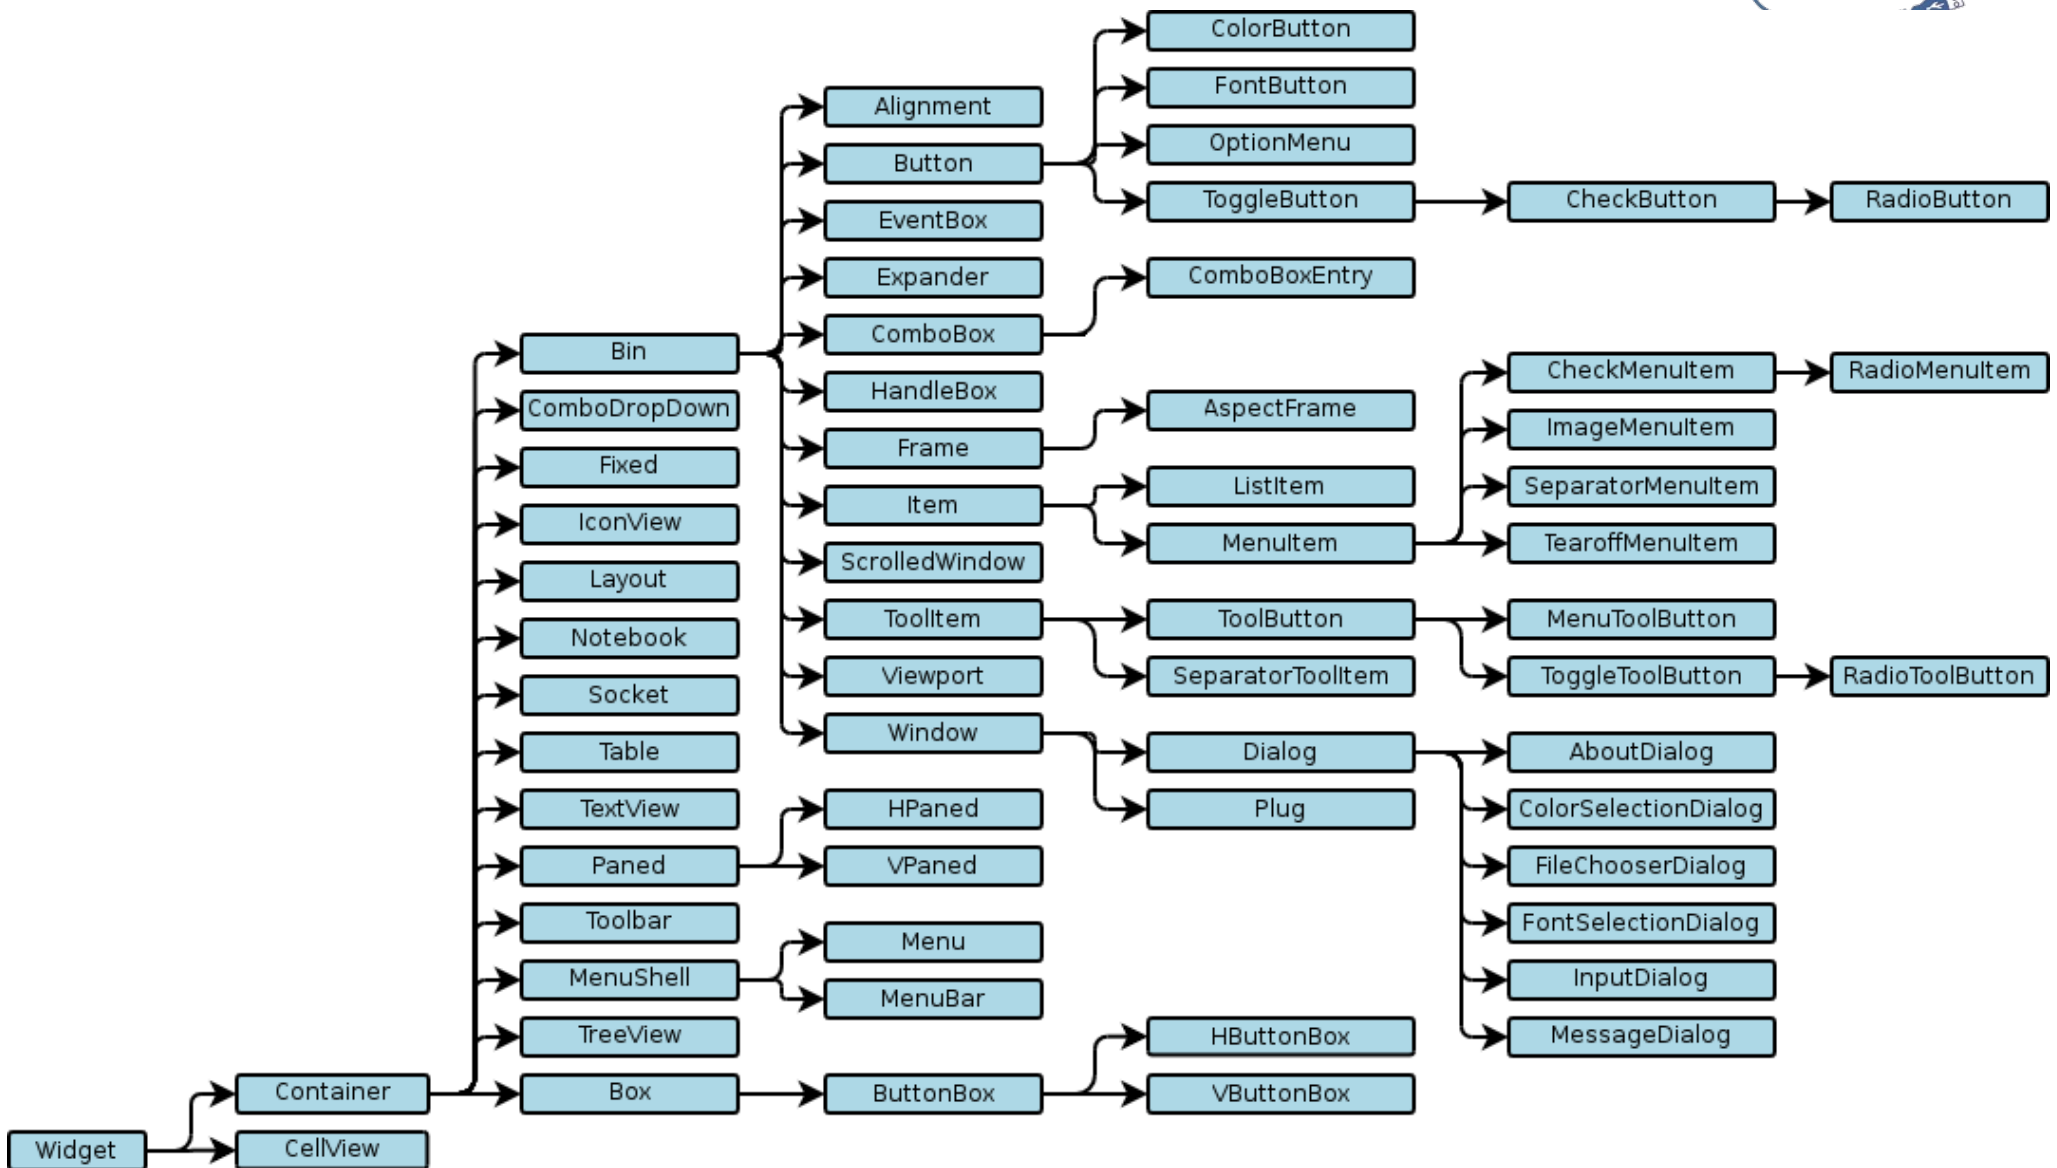 ColorButton
FontButton
Alignment
OptionMenu
Button
ToggleButton
CheckButton
RadioButton
EventBox
Expander
ComboBoxEntry
ComboBox
Bin
CheckMenuItem
RadioMenuItem
HandleBox
ComboDropDown
AspectFrame
ImageMenuItem
Frame
Fixed
ListItem
SeparatorMenuItem
Item
IconView
MenuItem
TearoffMenuItem
ScrolledWindow
Layout
ToolItem
ToolButton
MenuToolButton
Notebook
Viewport
SeparatorToolItem
ToggleToolButton
RadioToolButton
Socket
Window
Table
Dialog
AboutDialog
TextView
HPaned
Plug
ColorSelectionDialog
Paned
VPaned
FileChooserDialog
Toolbar
FontSelectionDialog
Menu
MenuShell
InputDialog
MenuBar
TreeView
HButtonBox
MessageDialog
Container
Box
ButtonBox
VButtonBox
Widget
CellView